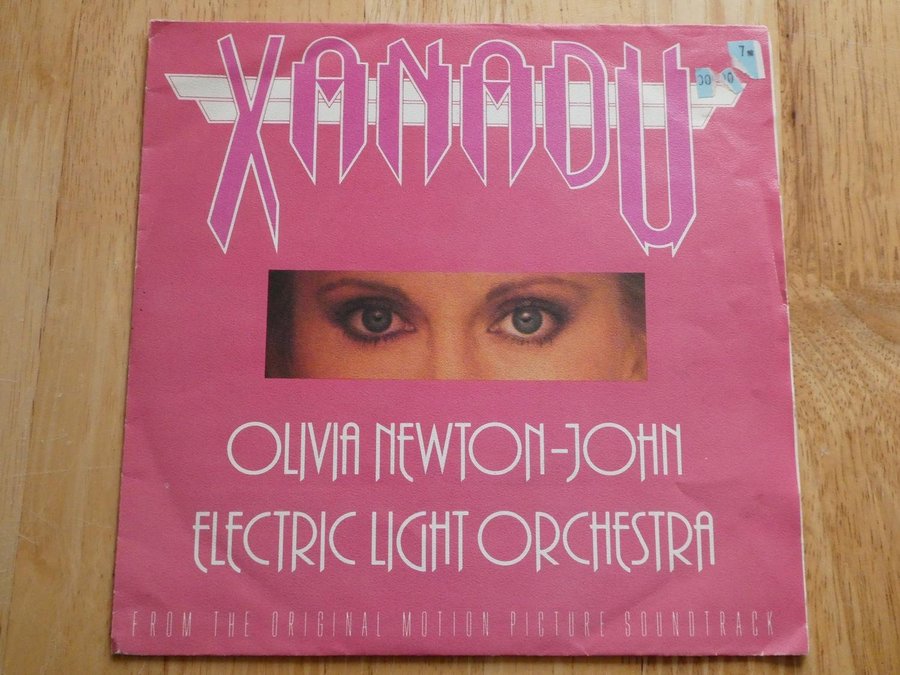 XANADU
OLIVIA NEWTON-JOHN
ELECTRIC LIGHT ORCHESTRA
FROM THE ORIGINAL MOTION PICTURE SOUNDTRACK